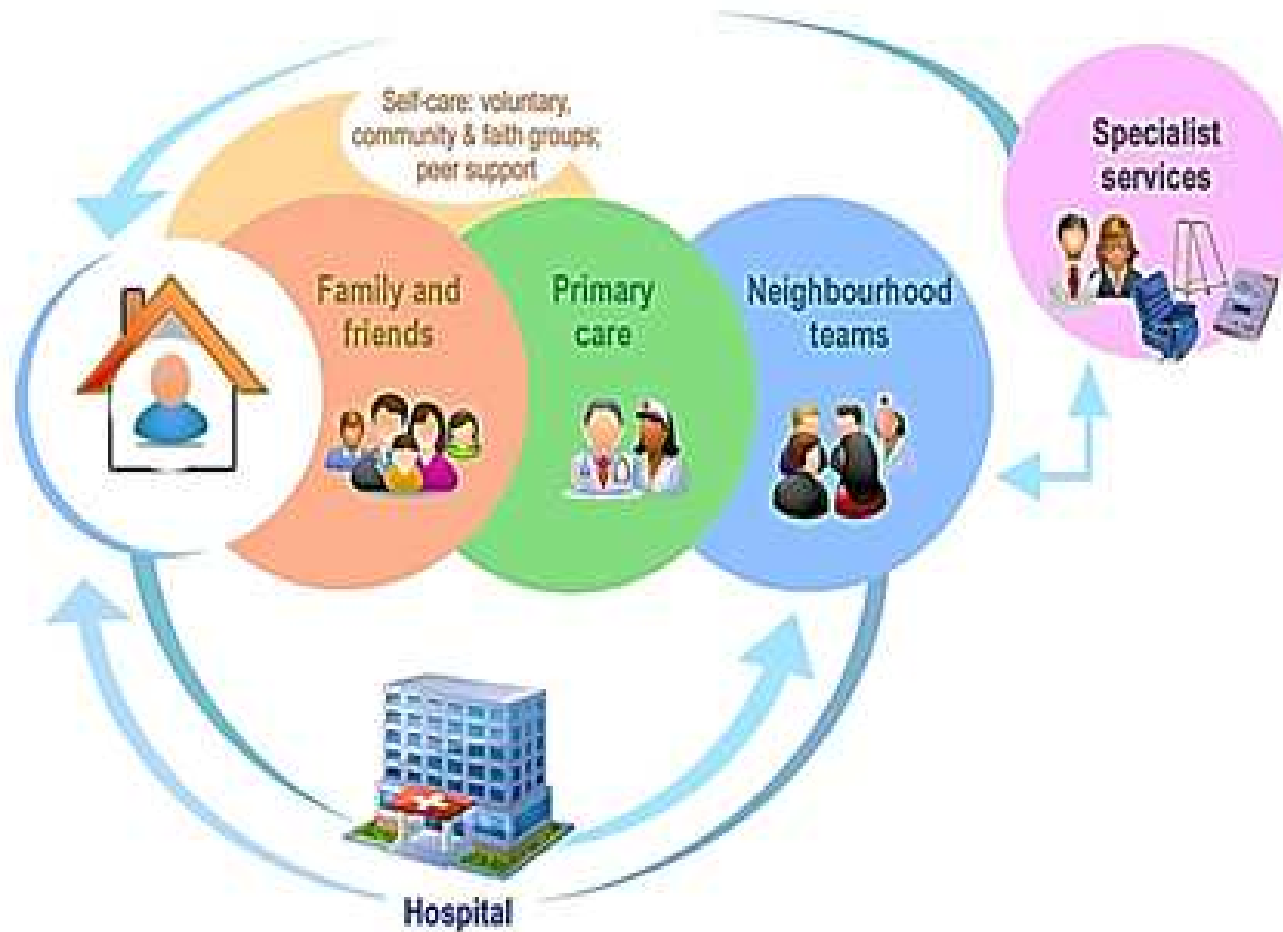 Self-care: voluntary,
community & faith groups;
peer support
Specialist
services
Family and
friends
Primary
care
Neighbourhood
teams
Hospital